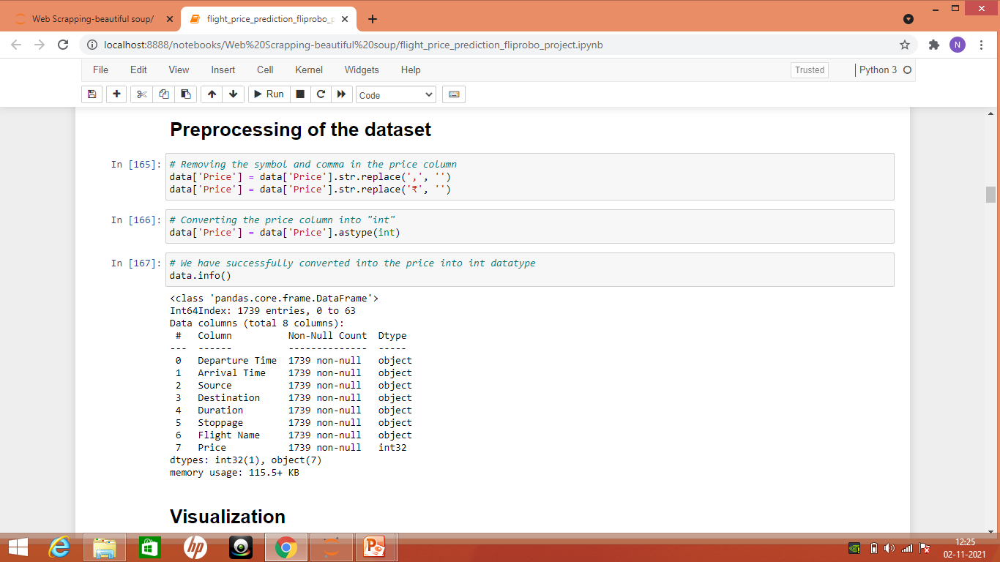 Web Scrapping-beautiful soup/
flight_price_prediction_fliprobo_p
localhost:8888/notebooks/Web%20Scrapping-beautiful%20soup/flight_price_prediction_fliprobo_project.ipynb
N
File Edit View Insert Cell Kernel Widgets Help Trusted Python 3
Run Code
Preprocessing of the dataset
In [165]: # Removing the symbol and comma in the price column
data['Price'] = data['Price'].str.replace(',', '')
data['Price'] = data['Price'].str.replace('₹', '')
In [166]: # Converting the price column into "int"
data['Price'] = data['Price'].astype(int)
In [167]: # We have successfully converted into the price into int datatype
data.info()
<class 'pandas.core.frame.DataFrame'>
Int64Index: 1739 entries, 0 to 63
Data columns (total 8 columns):
# Column Non-Null Count Dtype
--- ------ -------------- -----
0 Departure Time 1739 non-null object
1 Arrival Time 1739 non-null object
2 Source 1739 non-null object
3 Destination 1739 non-null object
4 Duration 1739 non-null object
5 Stoppage 1739 non-null object
6 Flight Name 1739 non-null object
7 Price 1739 non-null int32
dtypes: int32(1), object(7)
memory usage: 115.5+ KB
Visualization
hp
12:25
02-11-2021